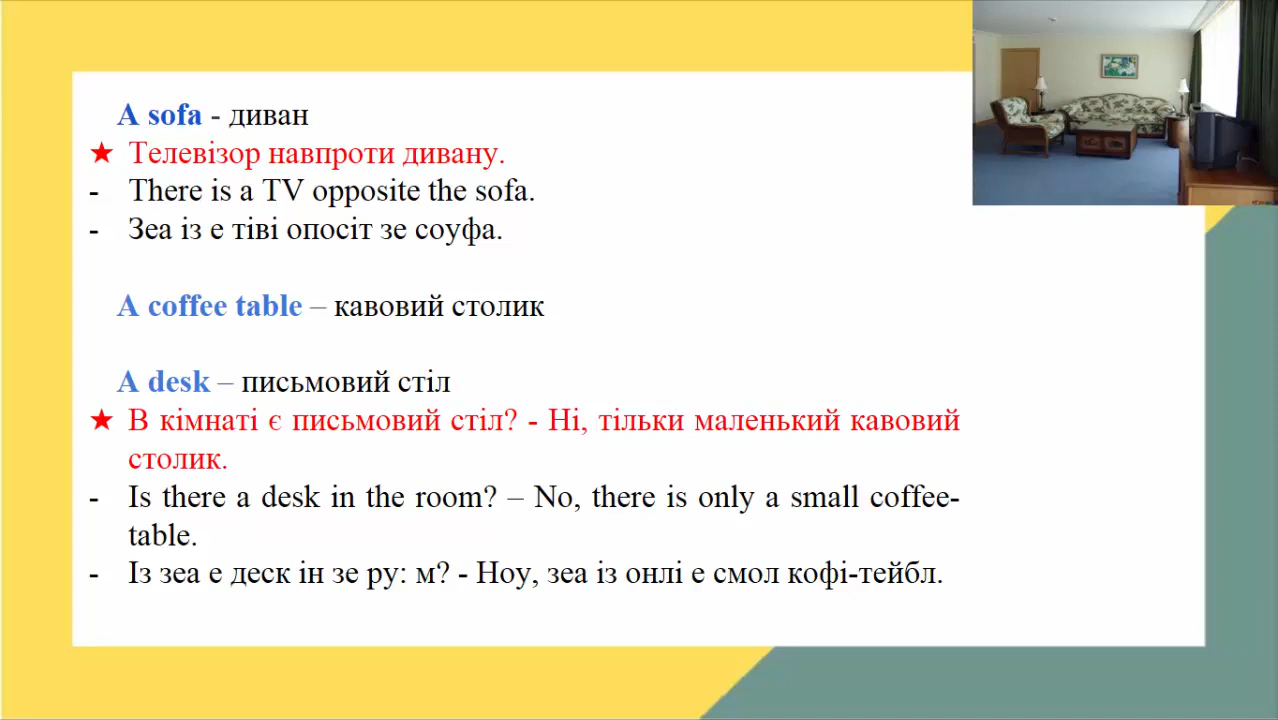 A sofa - диван
★ Телевізор навпроти дивану.
- There is a TV opposite the sofa.
- Зеа із е тіві опосіт зе соуфа.
A coffee table – кавовий столик
A desk – письмовий стіл
★ В кімнаті є письмовий стіл? - Ні, тільки маленький кавовий
столик.
- Is there a desk in the room? – No, there is only a small coffee-
table.
- Із зеа е деск ін зе ру: м? - Ноу, зеа із онлі е смол кофі-тейбл.